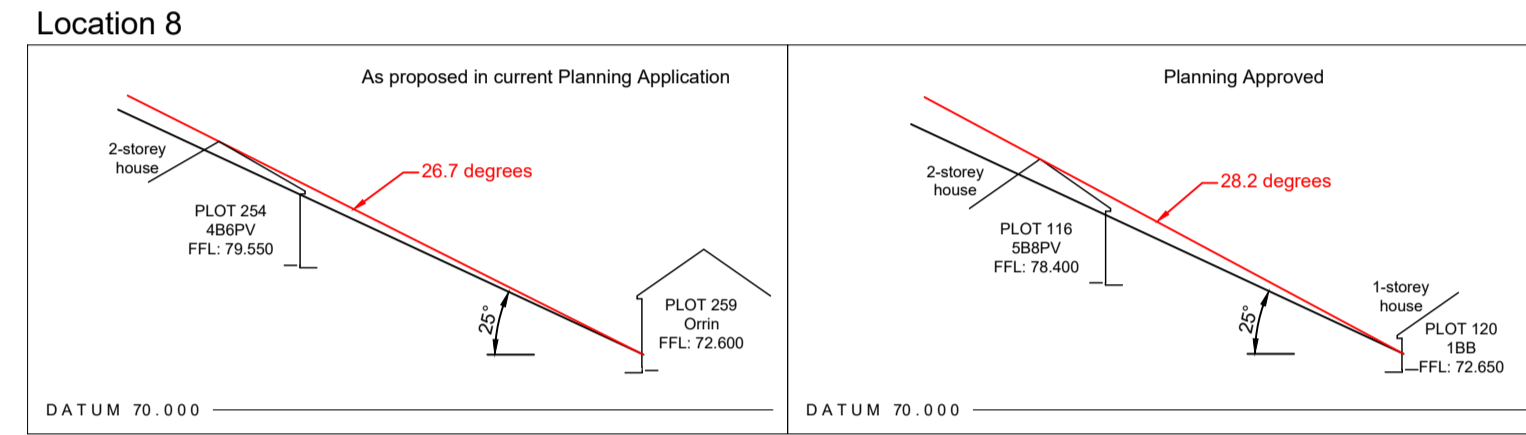 Location 8
As proposed in current Planning Application
2-storey
house
26.7 degrees
PLOT 254
4B6PV
FFL: 79.550
25°
PLOT 259
Orrin
FFL: 72.600
DATUM 70.000
Planning Approved
2-storey
house
28.2 degrees
PLOT 116
5B8PV
FFL: 78.400
25°
1-storey
house
PLOT 120
1BB
FFL: 72.650
DATUM 70.000